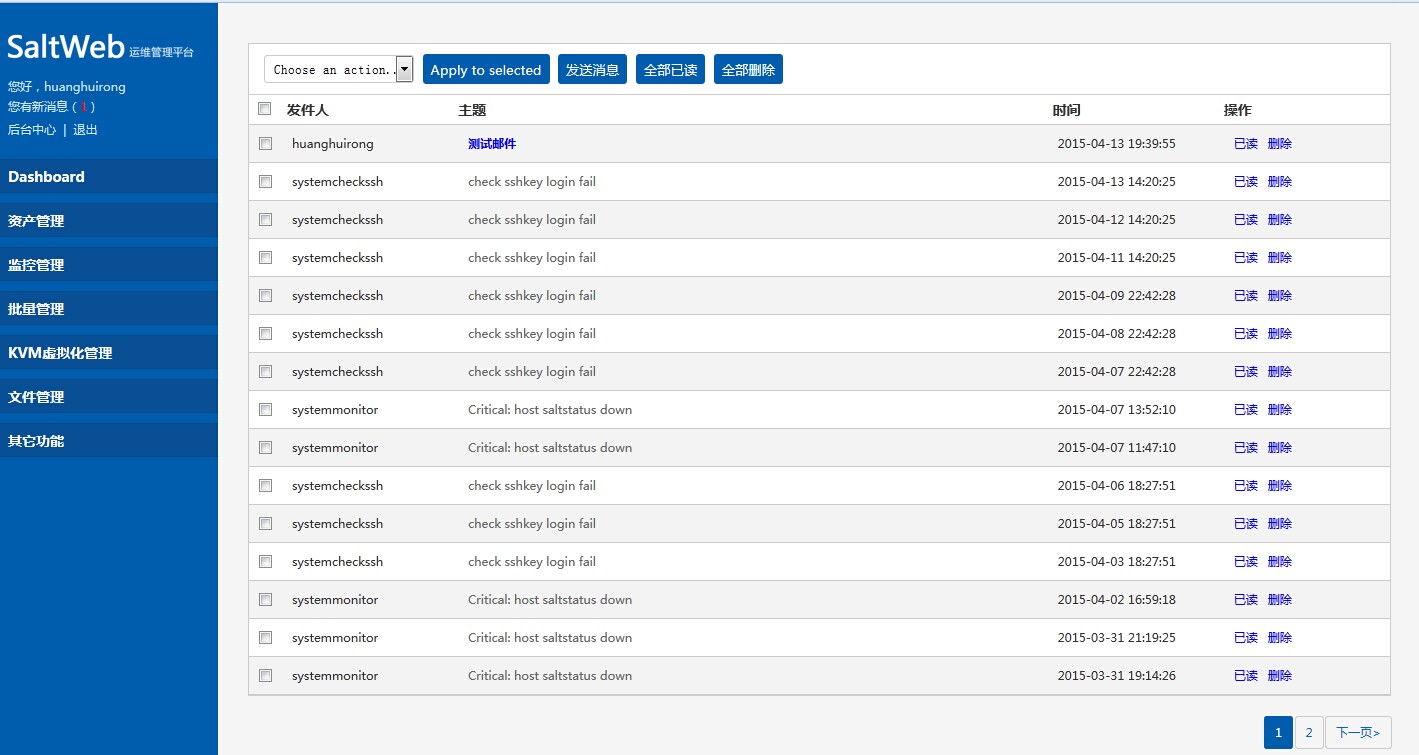 SaltWeb 运维管理平台
您好，huanghuirong
您有新消息 ( 1 )
后台中心 | 退出
Dashboard
资产管理
监控管理
批量管理
KVM虚拟化管理
文件管理
其它功能
Choose an action.. Apply to selected 发送消息 全部已读 全部删除
发件人 主题 时间 操作
huanghuirong 测试邮件 2015-04-13 19:39:55 已读 删除
systemcheckssh check sshkey login fail 2015-04-13 14:20:25 已读 删除
systemcheckssh check sshkey login fail 2015-04-12 14:20:25 已读 删除
systemcheckssh check sshkey login fail 2015-04-11 14:20:25 已读 删除
systemcheckssh check sshkey login fail 2015-04-09 22:42:28 已读 删除
systemcheckssh check sshkey login fail 2015-04-08 22:42:28 已读 删除
systemcheckssh check sshkey login fail 2015-04-07 22:42:28 已读 删除
systemmonitor Critical: host saltstatus down 2015-04-07 13:52:10 已读 删除
systemmonitor Critical: host saltstatus down 2015-04-07 11:47:10 已读 删除
systemcheckssh check sshkey login fail 2015-04-06 18:27:51 已读 删除
systemcheckssh check sshkey login fail 2015-04-05 18:27:51 已读 删除
systemcheckssh check sshkey login fail 2015-04-03 18:27:51 已读 删除
systemmonitor Critical: host saltstatus down 2015-04-02 16:59:18 已读 删除
systemmonitor Critical: host saltstatus down 2015-03-31 21:19:25 已读 删除
systemmonitor Critical: host saltstatus down 2015-03-31 19:14:26 已读 删除
1 2 下一页>